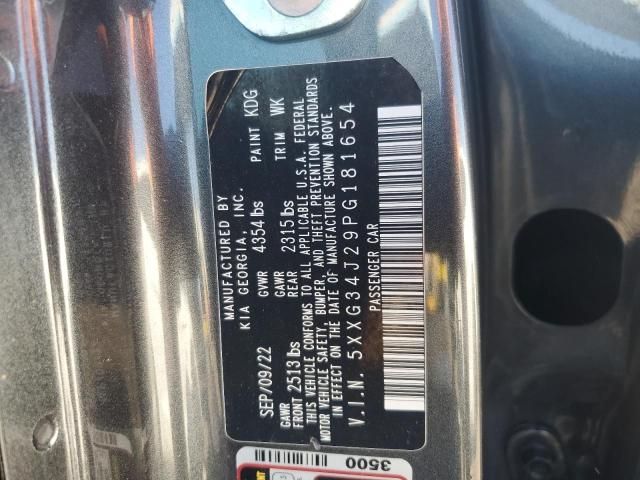 MANUFACTURED BY
KIA GEORGIA, INC.
SEP/09/22 GVWR 4354 lbs PAINT KDG
GAWR FRONT 2513 lbs GAWR REAR 2315 lbs TRIM WK
THIS VEHICLE CONFORMS TO ALL APPLICABLE U.S.A. FEDERAL
MOTOR VEHICLE SAFETY, BUMPER, AND THEFT PREVENTION STANDARDS
IN EFFECT ON THE DATE OF MANUFACTURE SHOWN ABOVE.
V.I.N. 5XXG34J29PG181654
PASSENGER CAR
3500